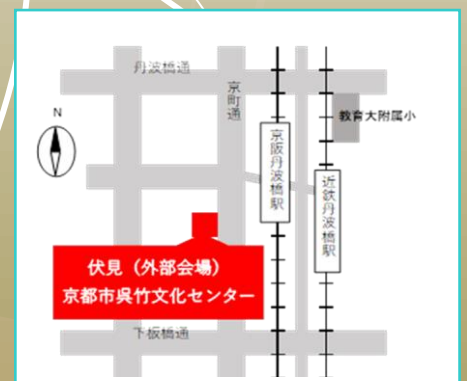 丹波橋通
京町通
N
教育大附属小
京阪丹波橋駅
近鉄丹波橋駅
伏見（外部会場）
京都市呉竹文化センター
下板橋通